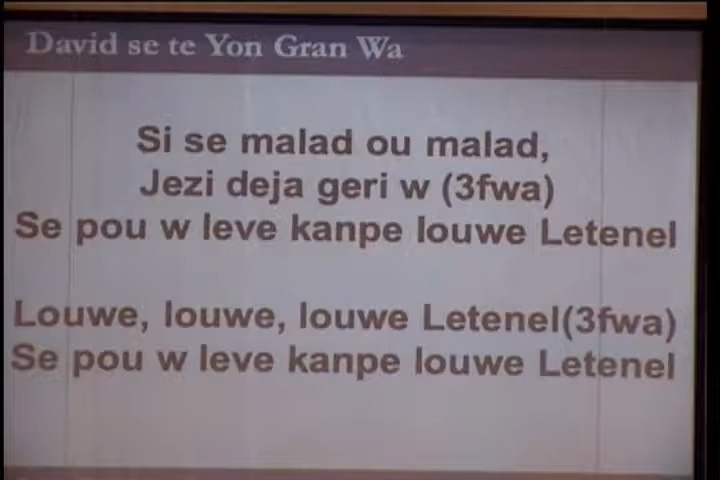 David se te Yon Gran Wa
Si se malad ou malad,
Jezi deja geri w (3fwa)
Se pou w leve kanpe louwe Letenel
Louwe, louwe, louwe Letenel(3fwa)
Se pou w leve kanpe louwe Letenel